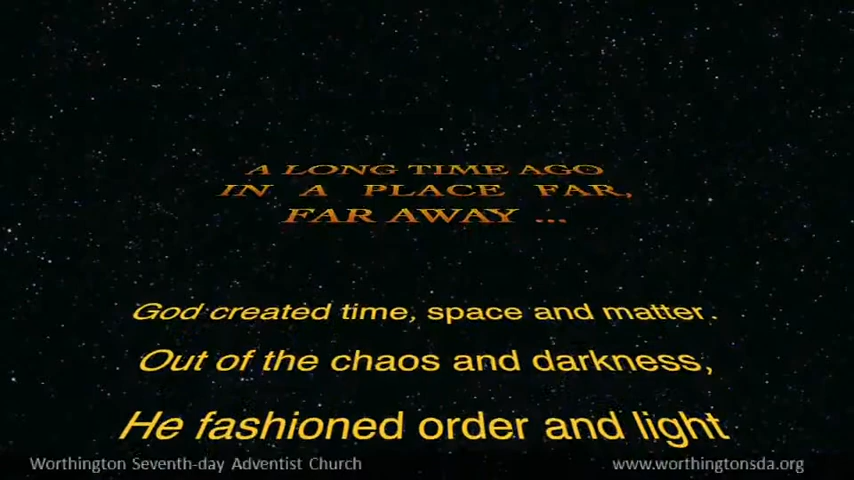 A LONG TIME AGO
IN A PLACE FAR,
FAR AWAY ...
God created time, space and matter.
Out of the chaos and darkness,
He fashioned order and light
Worthington Seventh-day Adventist Church
www.worthingtonsda.org